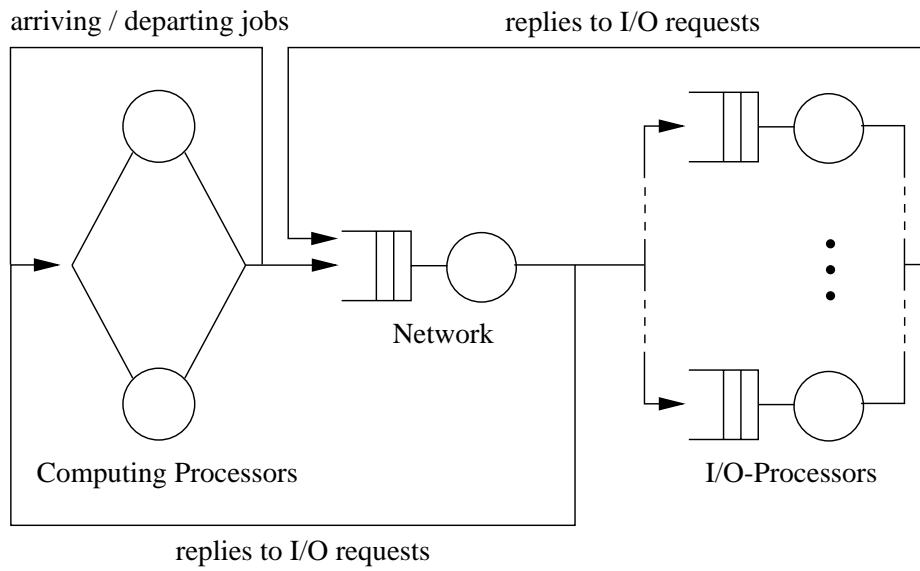 arriving / departing jobs
replies to I/O requests
Network
Computing Processors
I/O-Processors
replies to I/O requests